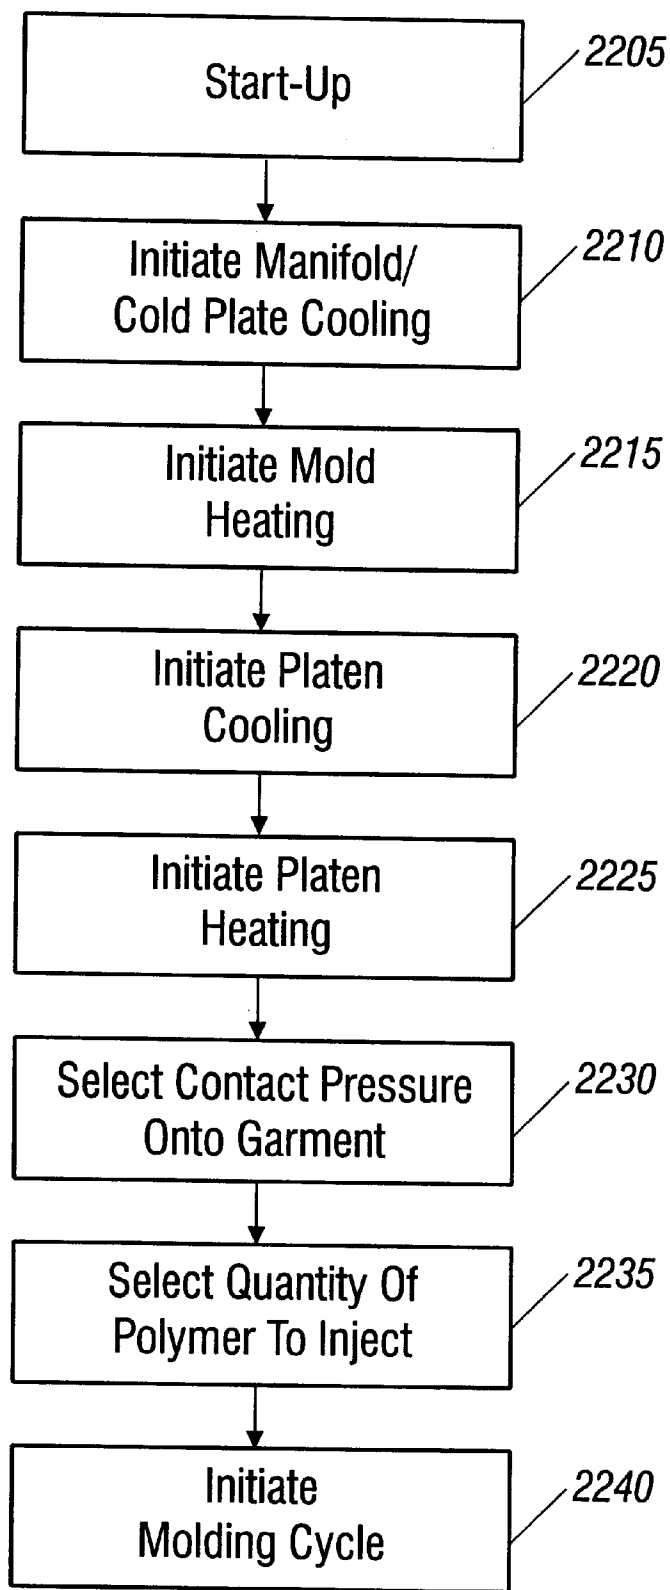 Start-Up
2205
Initiate Manifold/
Cold Plate Cooling
2210
Initiate Mold
Heating
2215
Initiate Platen
Cooling
2220
Initiate Platen
Heating
2225
Select Contact Pressure
Onto Garment
2230
Select Quantity Of
Polymer To Inject
2235
Initiate
Molding Cycle
2240